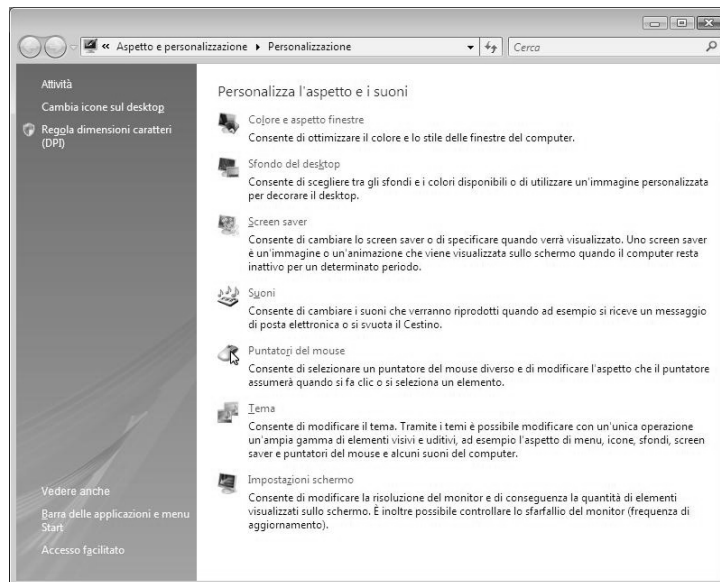 « Aspetto e personalizzazione ▸ Personalizzazione
Cerca
Attività
Cambia icone sul desktop
Regola dimensioni caratteri
(DPI)
Vedere anche
Barra delle applicazioni e menu
Start
Accesso facilitato
Personalizza l'aspetto e i suoni
Colore e aspetto finestre
Consente di ottimizzare il colore e lo stile delle finestre del computer.
Sfondo del desktop
Consente di scegliere tra gli sfondi e i colori disponibili o di utilizzare un'immagine personalizzata
per decorare il desktop.
Screen saver
Consente di cambiare lo screen saver o di specificare quando verrà visualizzato. Uno screen saver
è un'immagine o un'animazione che viene visualizzata sullo schermo quando il computer resta
inattivo per un determinato periodo.
Suoni
Consente di cambiare i suoni che verranno riprodotti quando ad esempio si riceve un messaggio
di posta elettronica o si svuota il Cestino.
Puntatori del mouse
Consente di selezionare un puntatore del mouse diverso e di modificare l'aspetto che il puntatore
assumerà quando si fa clic o si seleziona un elemento.
Tema
Consente di modificare il tema. Tramite i temi è possibile modificare con un'unica operazione
un'ampia gamma di elementi visivi e uditivi, ad esempio l'aspetto di menu, icone, sfondi, screen
saver e puntatori del mouse e alcuni suoni del computer.
Impostazioni schermo
Consente di modificare la risoluzione del monitor e di conseguenza la quantità di elementi
visualizzati sullo schermo. È inoltre possibile controllare lo sfarfallio del monitor (frequenza di
aggiornamento).